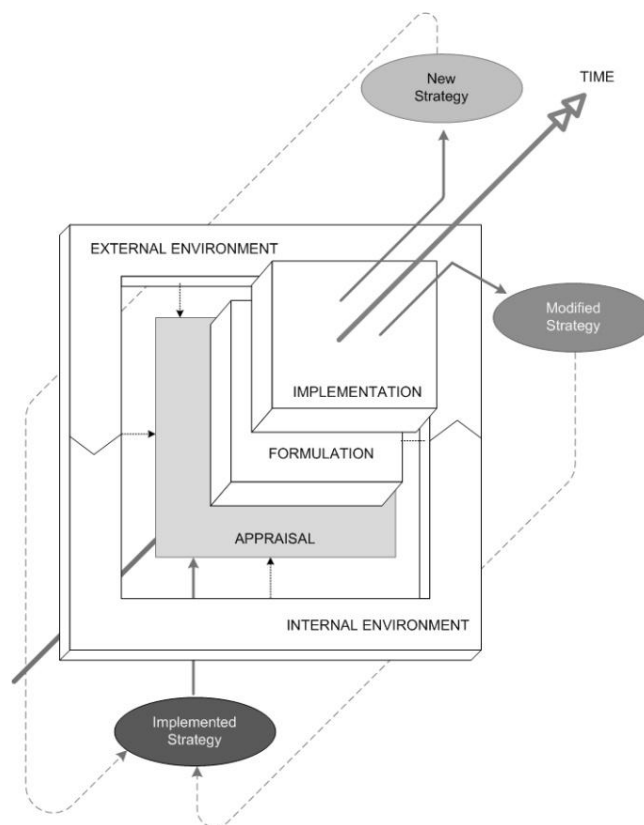 New
Strategy
TIME
EXTERNAL ENVIRONMENT
Modified
Strategy
IMPLEMENTATION
FORMULATION
APPRAISAL
INTERNAL ENVIRONMENT
Implemented
Strategy